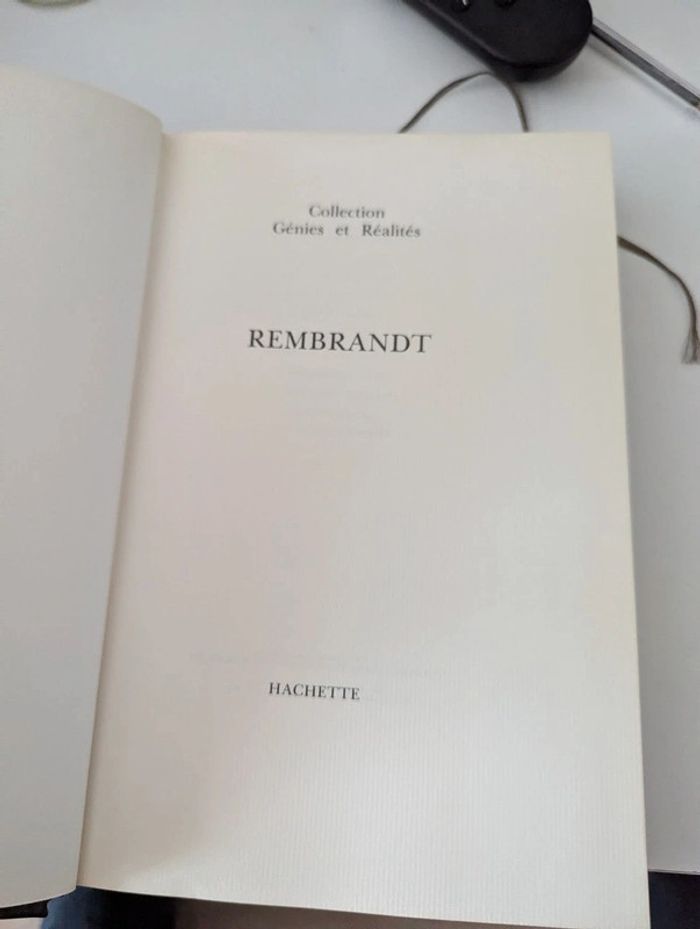 Collection
Génies et Réalités
REMBRANDT
HACHETTE